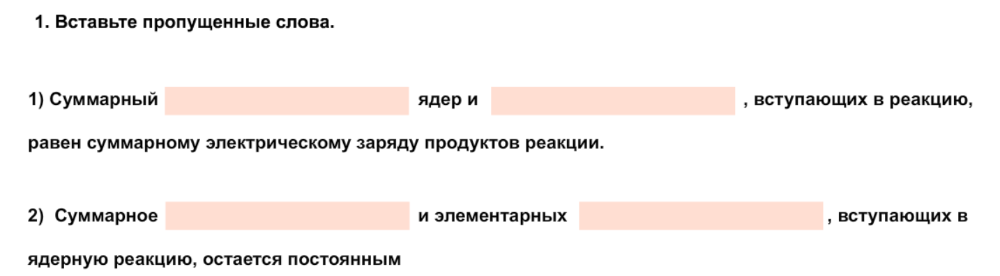 1. Вставьте пропущенные слова.
1) Суммарный ядер и , вступающих в реакцию,
равен суммарному электрическому заряду продуктов реакции.
2) Суммарное и элементарных , вступающих в
ядерную реакцию, остается постоянным